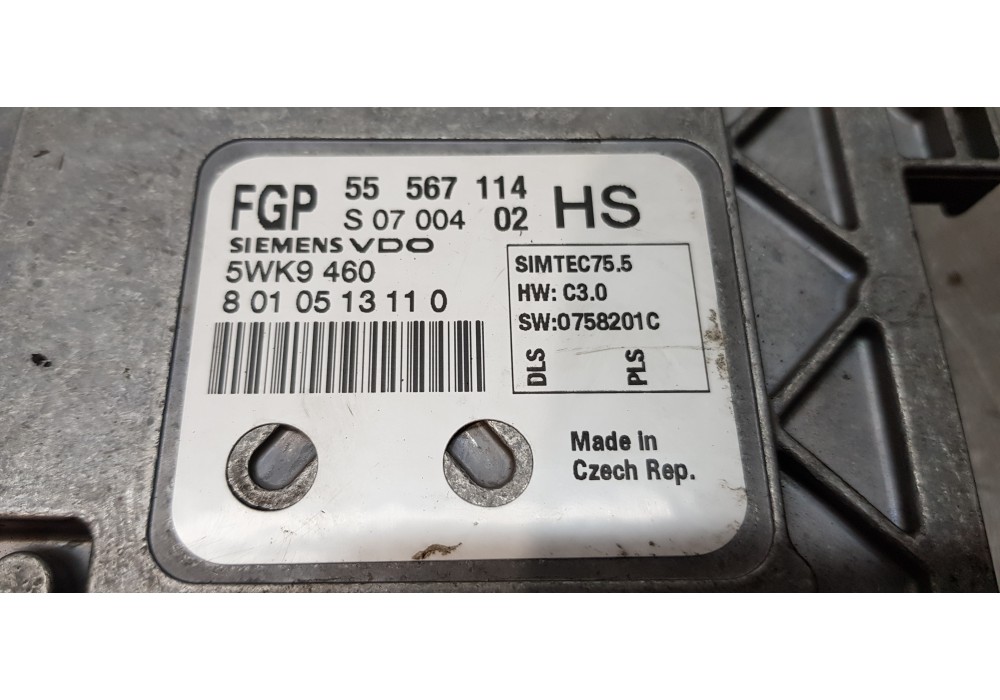 FGP 55 567 114 HS
S 07 004 02
SIEMENS VDO
5WK9 460
8 01 05 13 11 0
SIMTEC75.5
HW: C3.0
SW:0758201C
DLS PLS
Made in
Czech Rep.